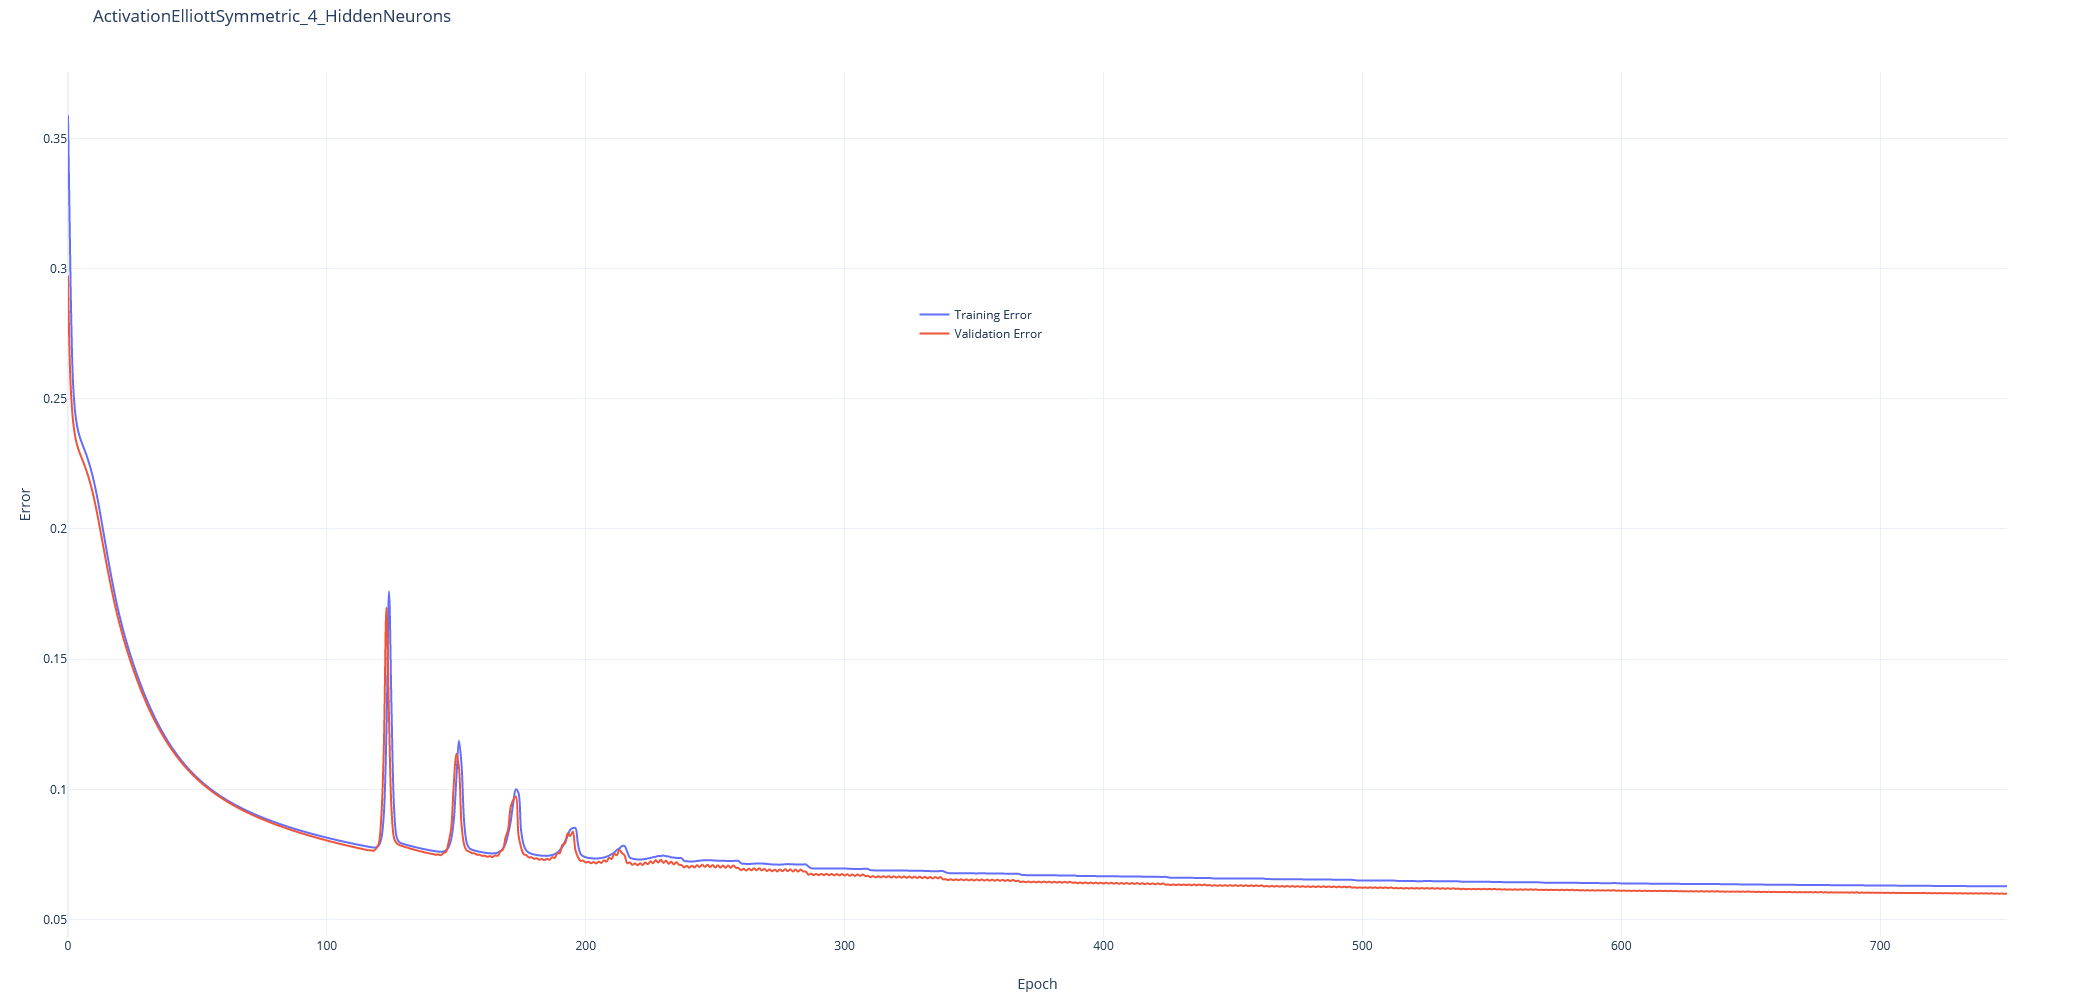 ActivationElliottSymmetric_4_HiddenNeurons
0.35
0.3
0.25
0.2
0.15
0.1
0.05
Error
Training Error
Validation Error
0 100 200 300 400 500 600 700
Epoch